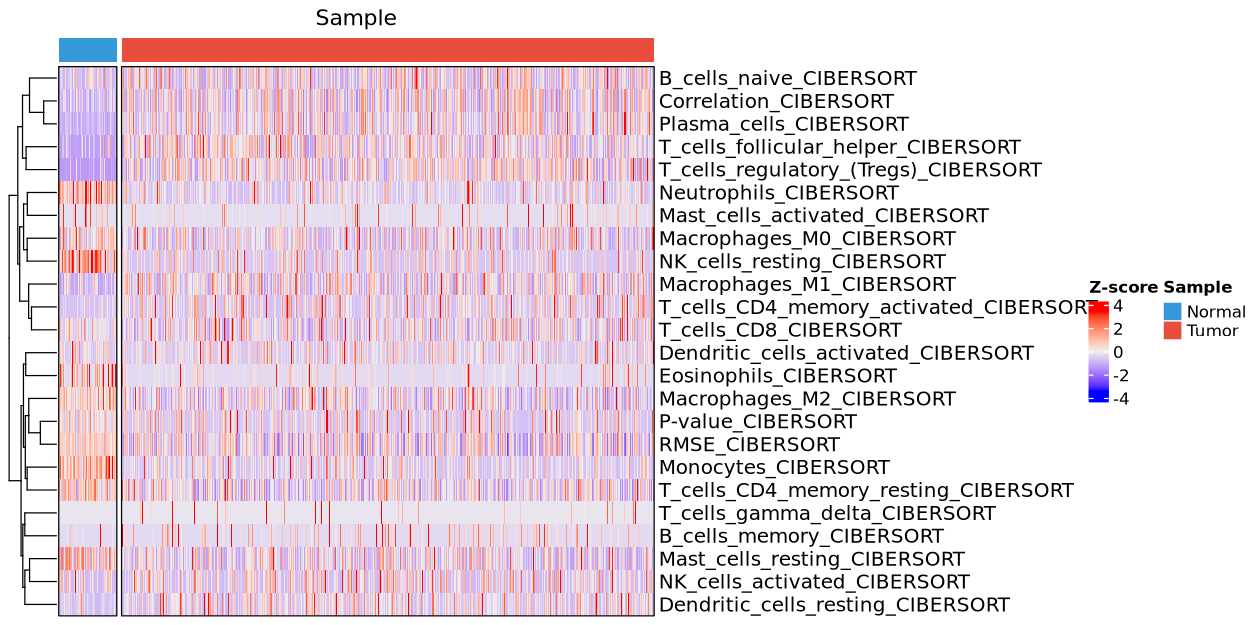 Sample
B_cells_naive_CIBERSORT
Correlation_CIBERSORT
Plasma_cells_CIBERSORT
T_cells_follicular_helper_CIBERSORT
T_cells_regulatory_(Tregs)_CIBERSORT
Neutrophils_CIBERSORT
Mast_cells_activated_CIBERSORT
Macrophages_M0_CIBERSORT
NK_cells_resting_CIBERSORT
Macrophages_M1_CIBERSORT
T_cells_CD4_memory_activated_CIBERSORT
T_cells_CD8_CIBERSORT
Dendritic_cells_activated_CIBERSORT
Eosinophils_CIBERSORT
Macrophages_M2_CIBERSORT
P-value_CIBERSORT
RMSE_CIBERSORT
Monocytes_CIBERSORT
T_cells_CD4_memory_resting_CIBERSORT
T_cells_gamma_delta_CIBERSORT
B_cells_memory_CIBERSORT
Mast_cells_resting_CIBERSORT
NK_cells_activated_CIBERSORT
Dendritic_cells_resting_CIBERSORT
Z-score
4
2
0
-2
-4
Sample
Normal
Tumor